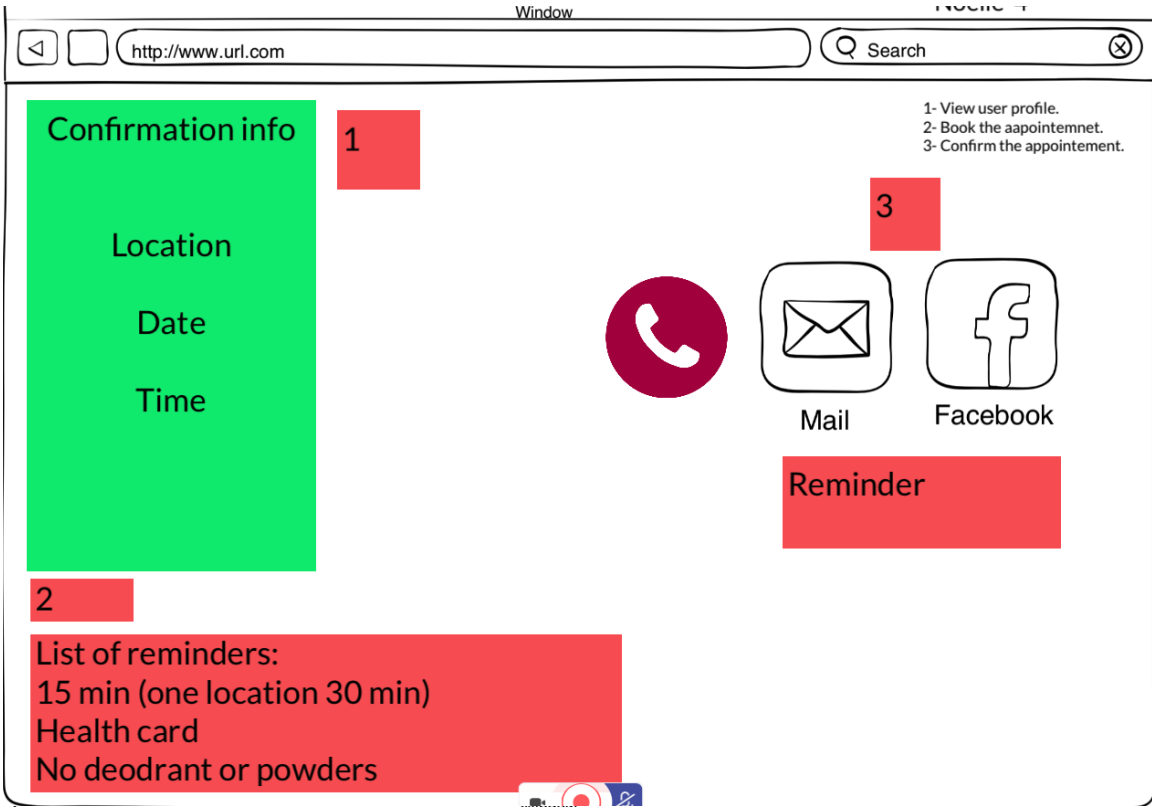 Window
http://www.url.com
Search
Confirmation info
Location
Date
Time
1
1- View user profile.
2- Book the aapointemnet.
3- Confirm the appointement.
3
Mail
Facebook
Reminder
2
List of reminders:
15 min (one location 30 min)
Health card
No deodrant or powders